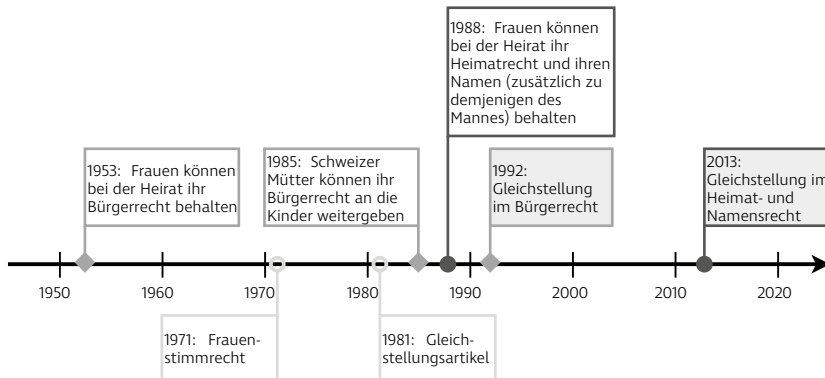 1988: Frauen können
bei der Heirat ihr
Heimatrecht und ihren
Namen (zusätzlich zu
demjenigen des
Mannes) behalten
1953: Frauen können
bei der Heirat ihr
Bürgerrecht behalten
1985: Schweizer
Mütter können ihr
Bürgerrecht an die
Kinder weitergeben
1992:
Gleichstellung
im Bürgerrecht
2013:
Gleichstellung im
Heimat- und
Namensrecht
1950 1960 1970 1980 1990 2000 2010 2020
1971: Frauen-
stimmrecht
1981: Gleich-
stellungsartikel